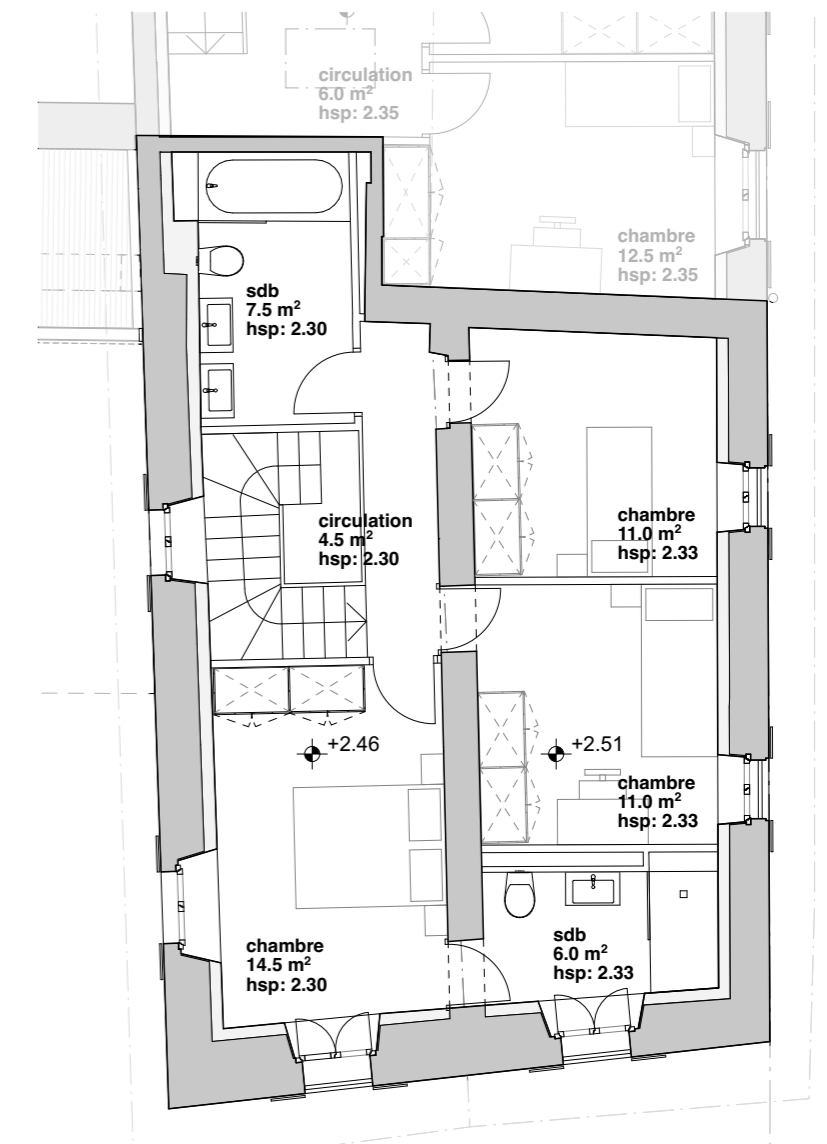 circulation
6.0 m²
hsp: 2.35
chambre
12.5 m²
hsp: 2.35
sdb
7.5 m²
hsp: 2.30
circulation
4.5 m²
hsp: 2.30
chambre
11.0 m²
hsp: 2.33
+2.46
+2.51
chambre
11.0 m²
hsp: 2.33
chambre
14.5 m²
hsp: 2.30
sdb
6.0 m²
hsp: 2.33